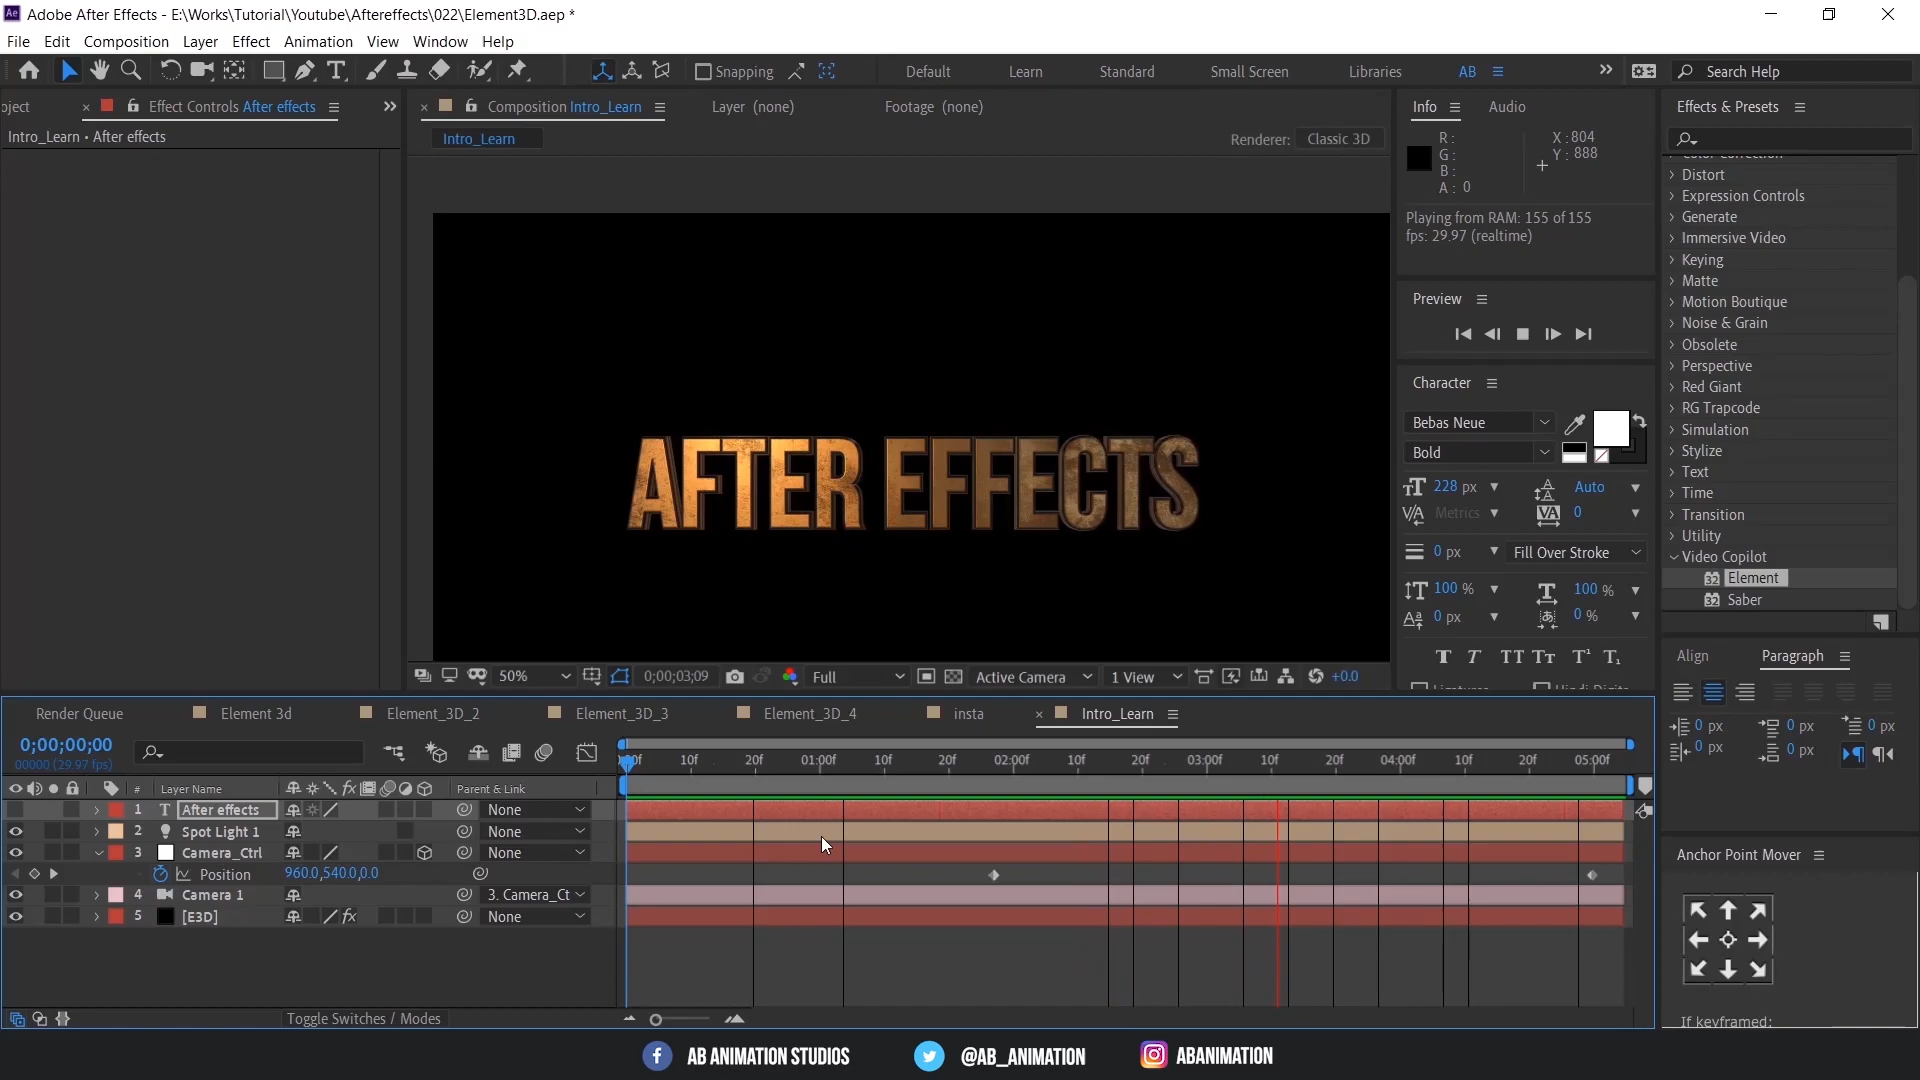 Adobe After Effects - E:\Works\Tutorial\Youtube\Aftereffects\022\Element3D.aep *
File Edit Composition Layer Effect Animation View Window Help
Snapping Default Learn Standard Small Screen Libraries AB Search Help
oject Effect Controls After effects
Intro_Learn • After effects
Composition Intro_Learn Layer (none) Footage (none)
Intro_Learn Renderer: Classic 3D
AFTER EFFECTS
50% 0;00;03;09 Full Active Camera 1 View +0.0
Info Audio
R :
G :
B :
A : 0
X : 804
Y : 888
Playing from RAM: 155 of 155
fps: 29.97 (realtime)
Preview
Character
Bebas Neue
Bold
228 px Auto
Metrics 0
0 px Fill Over Stroke
100 % 100 %
0 px 0 %
Effects & Presets
Distort
Expression Controls
Generate
Immersive Video
Keying
Matte
Motion Boutique
Noise & Grain
Obsolete
Perspective
Red Giant
RG Trapcode
Simulation
Stylize
Text
Time
Transition
Utility
Video Copilot
Element
Saber
Align Paragraph
0 px 0 px 0 px
0 px 0 px
Anchor Point Mover
If keyframed:
Render Queue Element 3d Element_3D_2 Element_3D_3 Element_3D_4 insta Intro_Learn
0;00;00;00
00000 (29.97 fps)
10f 20f 01:00f 10f 20f 02:00f 10f 20f 03:00f 10f 20f 04:00f 10f 20f 05:00f
# Layer Name Parent & Link
1 After effects None
2 Spot Light 1 None
3 Camera_Ctrl None
Position 960.0,540.0,0.0
4 Camera 1 3. Camera_Ct
5 [E3D] None
Toggle Switches / Modes
AB ANIMATION STUDIOS @AB_ANIMATION ABANIMATION